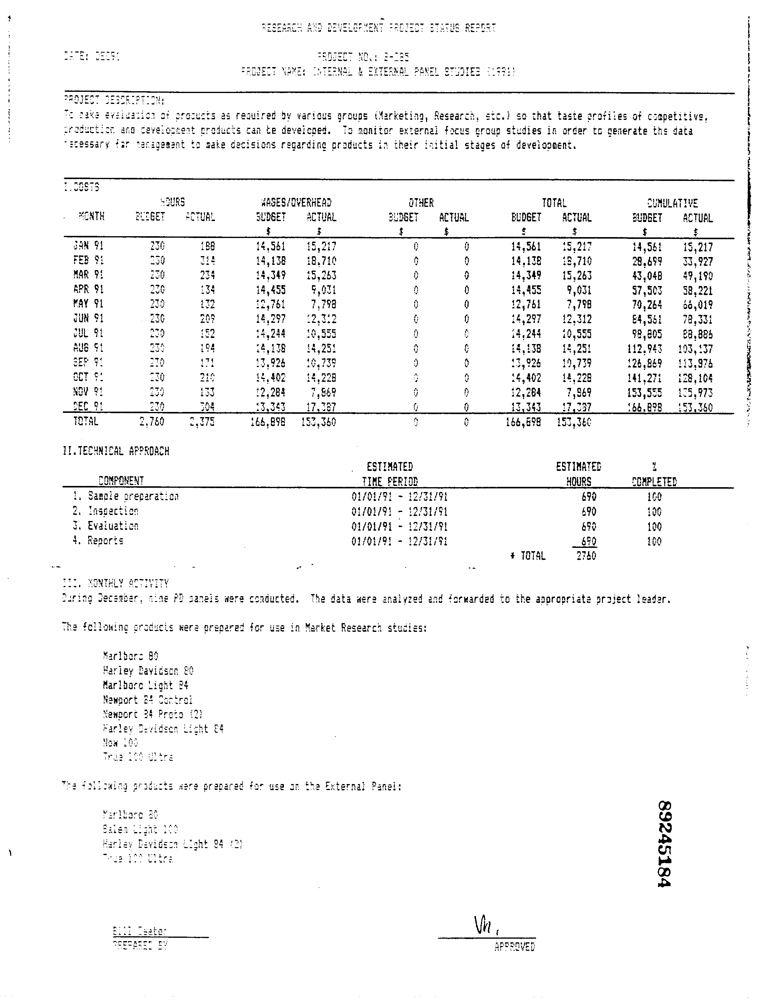 RESEARCH AND DEVELOPMENT PROJECT STATUS REPORT
DATE: DEC91 PROJECT NO.: 2-085
PROJECT NAME: INTERNAL & EXTERNAL PANEL STUDIES (1991)
PROJECT DESCRIPTION:
To make evaluation of products as required by various groups (Marketing, Research, etc.) so that taste profiles of competitive,
production and development products can be developed. To monitor external focus group studies in order to generate the data
necessary for management to make decisions regarding products in their initial stages of development.
I.COSTS
HOURS WAGES/OVERHEAD OTHER TOTAL CUMULATIVE
MONTH BUDGET ACTUAL BUDGET ACTUAL BUDGET ACTUAL BUDGET ACTUAL BUDGET ACTUAL
$ $ $ $ $ $ $ $
JAN 91 230 188 14,561 15,217 0 0 14,561 15,217 14,561 15,217
FEB 91 230 314 14,138 18,710 0 0 14,138 18,710 28,699 33,927
MAR 91 230 234 14,349 15,263 0 0 14,349 15,263 43,048 49,190
APR 91 230 134 14,455 9,031 0 0 14,455 9,031 57,503 58,221
MAY 91 230 132 12,761 7,798 0 0 12,761 7,798 70,264 66,019
JUN 91 230 209 14,297 12,312 0 0 14,297 12,312 84,561 78,331
JUL 91 230 152 14,244 10,555 0 0 14,244 10,555 98,805 88,886
AUG 91 230 194 14,138 14,251 0 0 14,138 14,251 112,943 103,137
SEP 91 230 171 13,926 10,739 0 0 13,926 10,739 126,869 113,876
OCT 91 230 210 14,402 14,228 0 0 14,402 14,228 141,271 128,104
NOV 91 230 133 12,284 7,869 0 0 12,284 7,869 153,555 135,973
DEC 91 230 304 13,343 17,387 0 0 13,343 17,387 166,898 153,360
TOTAL 2,760 2,375 166,898 153,360 0 0 166,898 153,360
II.TECHNICAL APPROACH
ESTIMATED ESTIMATED %
COMPONENT TIME PERIOD HOURS COMPLETED
1. Sample preparation 01/01/91 - 12/31/91 690 100
2. Inspection 01/01/91 - 12/31/91 690 100
3. Evaluation 01/01/91 - 12/31/91 690 100
4. Reports 01/01/91 - 12/31/91 690 100
* TOTAL 2760
III. MONTHLY ACTIVITY
During December, nine PD panels were conducted. The data were analyzed and forwarded to the appropriate project leader.
The following products were prepared for use in Market Research studies:
Marlboro 80
Harley Davidson 80
Marlboro Light 84
Newport 84 Control
Newport 84 Proto (2)
Harley Davidson Light 84
Now 100
True 100 Ultra
The following products were prepared for use on the External Panel:
Marlboro 80
Salem Light 100
Harley Davidson LIght 84 (2)
True 100 Ultra
89245184
Bill Deaton
PREPARED BY APPROVED